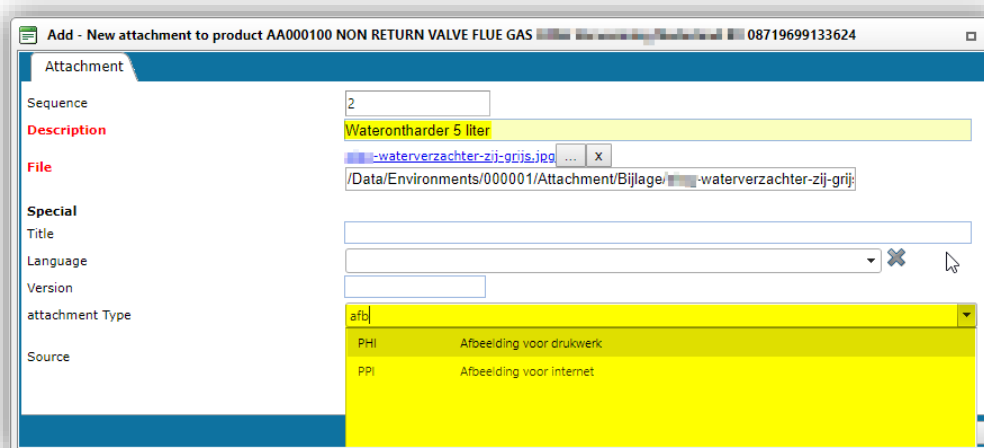 Add - New attachment to product AA000100 NON RETURN VALVE FLUE GAS 08719699133624
Attachment
Sequence 2
Description Waterontharder 5 liter
File -waterverzachter-zij-grijs.jpg ... x
/Data/Environments/000001/Attachment/Bijlage/ -waterverzachter-zij-grij
Special
Title
Language
Version
attachment Type afb
PHI Afbeelding voor drukwerk
Source
PPI Afbeelding voor internet